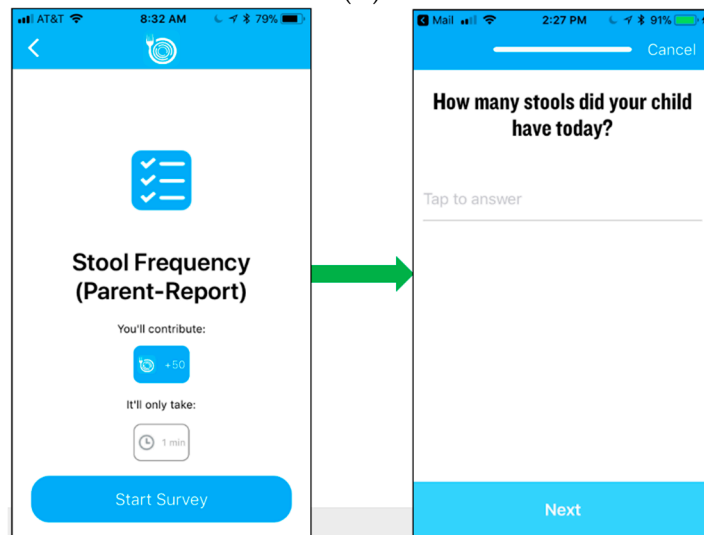 AT&T 8:32 AM 79%
Stool Frequency
(Parent-Report)
You'll contribute:
+50
It'll only take:
1 min
Start Survey
Mail 2:27 PM 91%
Cancel
How many stools did your child
have today?
Tap to answer
Next